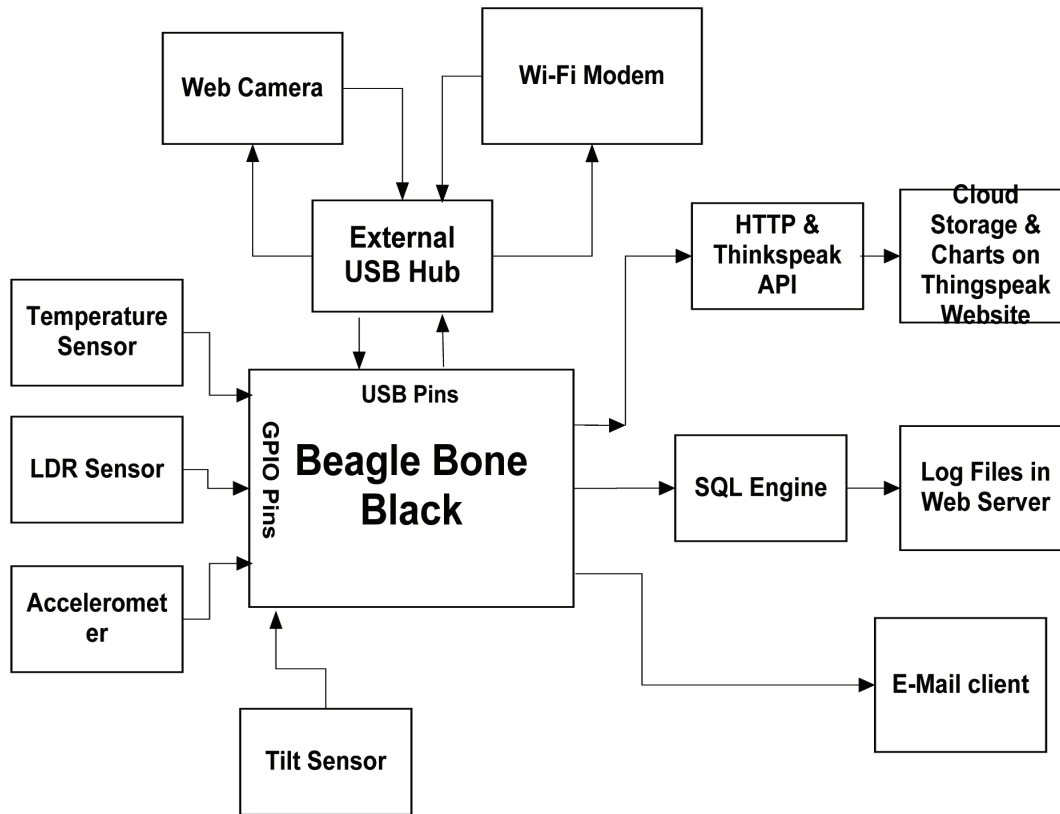 Web Camera
Wi-Fi Modem
External
USB Hub
HTTP &
Thinkspeak
API
Cloud
Storage &
Charts on
Thingspeak
Website
Temperature
Sensor
USB Pins
GPIO Pins
Beagle Bone
Black
LDR Sensor
SQL Engine
Log Files in
Web Server
Acceleromet
er
E-Mail client
Tilt Sensor